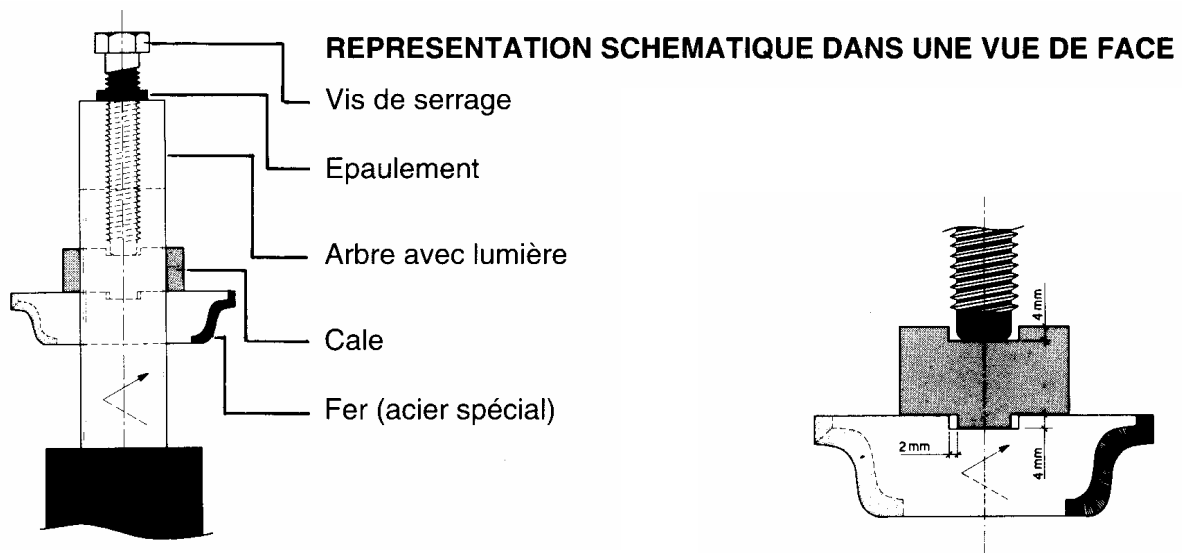 REPRESENTATION SCHEMATIQUE DANS UNE VUE DE FACE
Vis de serrage
Epaulement
Arbre avec lumière
Cale
Fer (acier spécial)
4 mm
2 mm
4 mm